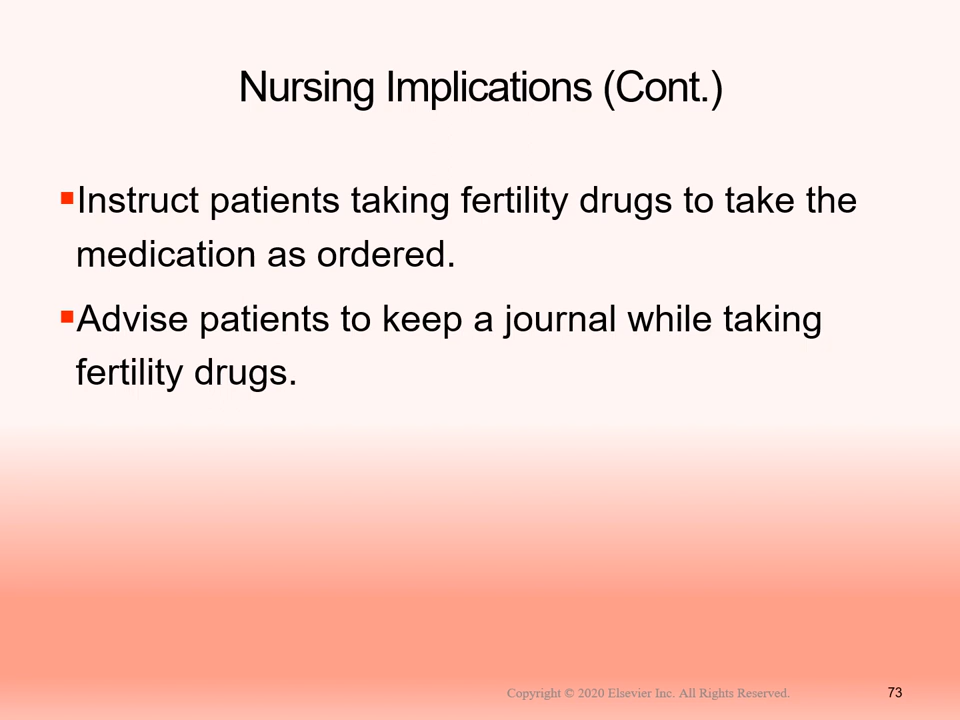 Nursing Implications (Cont.)
▪Instruct patients taking fertility drugs to take the
medication as ordered.
▪Advise patients to keep a journal while taking
fertility drugs.
Copyright © 2020 Elsevier Inc. All Rights Reserved.
73